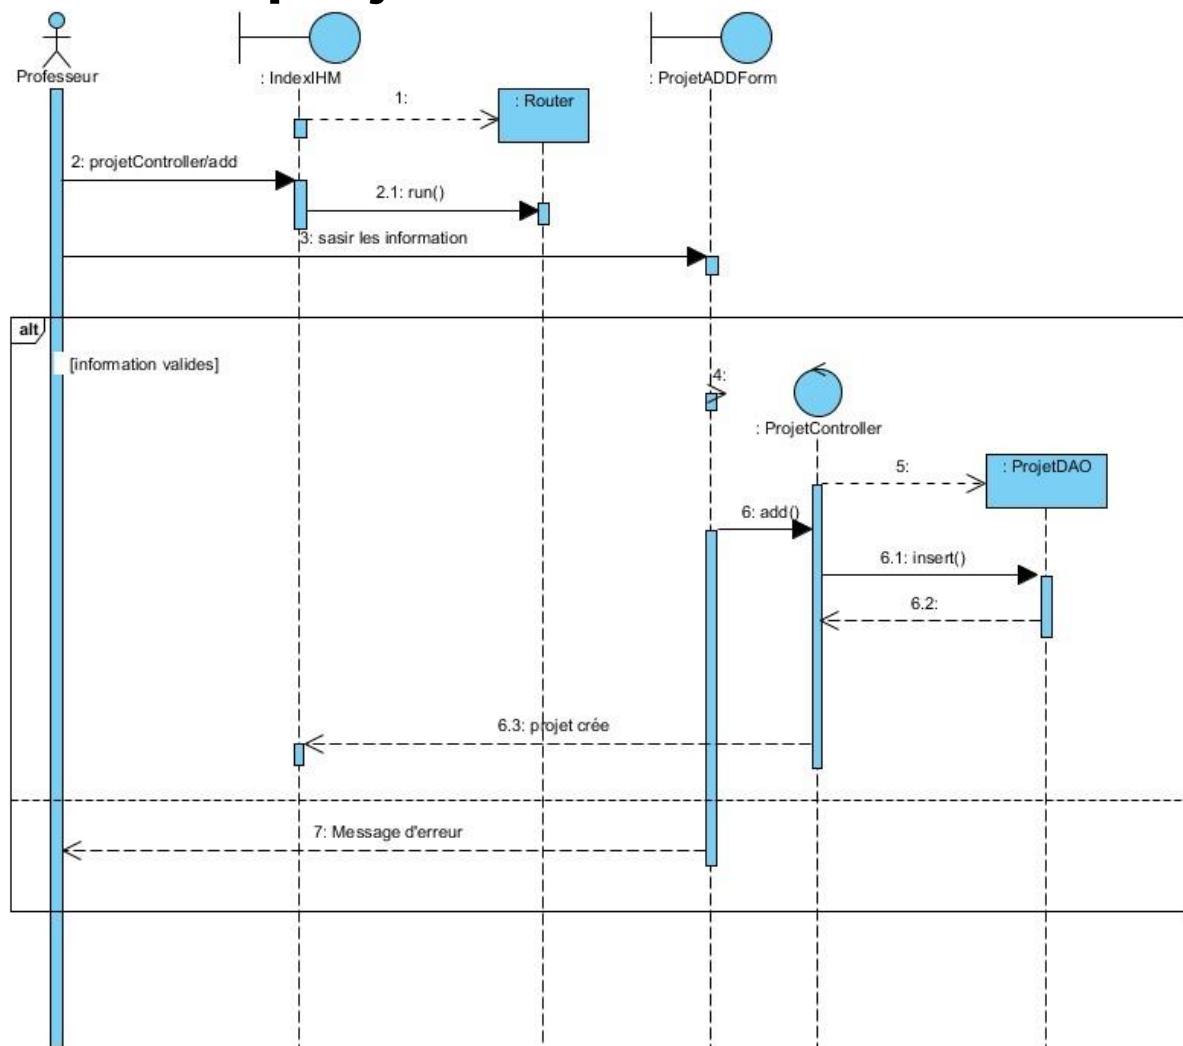 Professeur
: IndexIHM
: ProjetADDForm
1:
: Router
2: projetController/add
2.1: run()
3: sasir les information
alt
[information valides]
4:
: ProjetController
5:
: ProjetDAO
6: add()
6.1: insert()
6.2:
6.3: projet crée
7: Message d'erreur